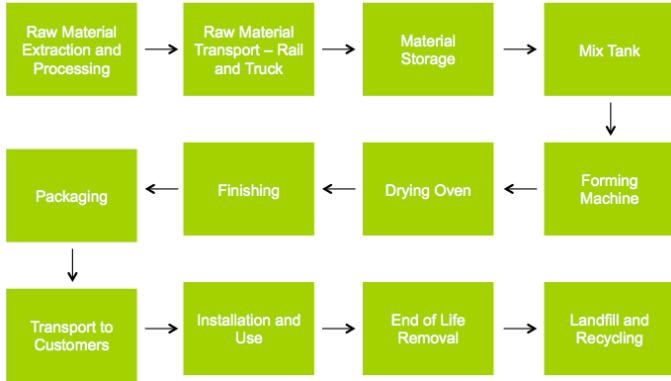 Raw Material
Extraction and
Processing
Raw Material
Transport – Rail
and Truck
Material
Storage
Mix Tank
Forming
Machine
Drying Oven
Finishing
Packaging
Transport to
Customers
Installation and
Use
End of Life
Removal
Landfill and
Recycling